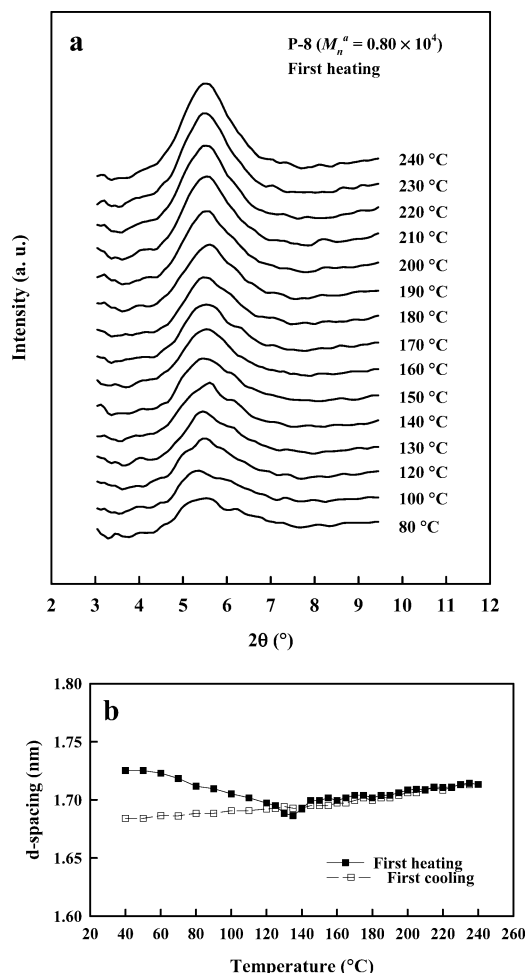 a
P-8 (Mₙᵃ = 0.80 × 10⁴)
First heating
240 °C
230 °C
220 °C
210 °C
200 °C
190 °C
180 °C
170 °C
160 °C
150 °C
140 °C
130 °C
120 °C
100 °C
80 °C
Intensity (a. u.)
2 3 4 5 6 7 8 9 10 11 12
2θ (°)
b
1.80
1.75
1.70
1.65
1.60
d-spacing (nm)
First heating
First cooling
20 40 60 80 100 120 140 160 180 200 220 240 260
Temperature (°C)